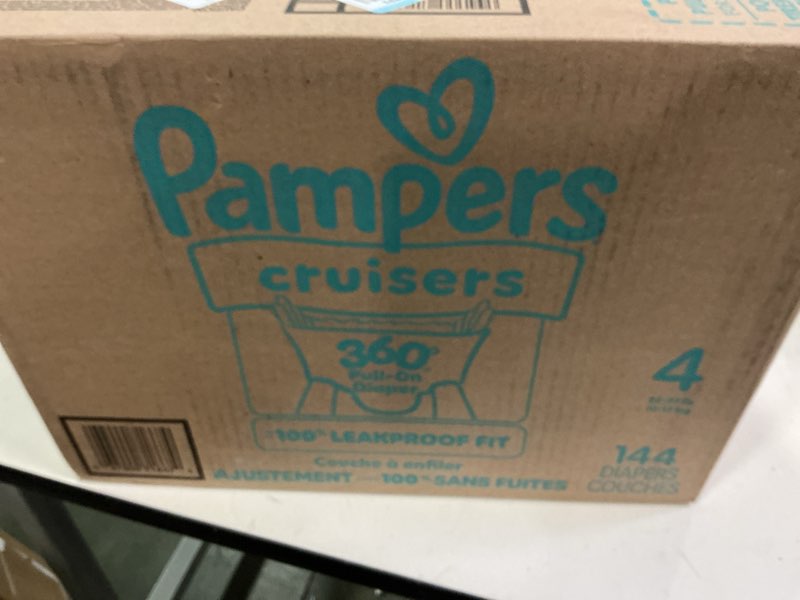 Pampers
cruisers
360°
Pull-On
Diaper
100% LEAKPROOF FIT
Couche à enfiler
AJUSTEMENT 100% SANS FUITES
4
144
DIAPERS
COUCHES